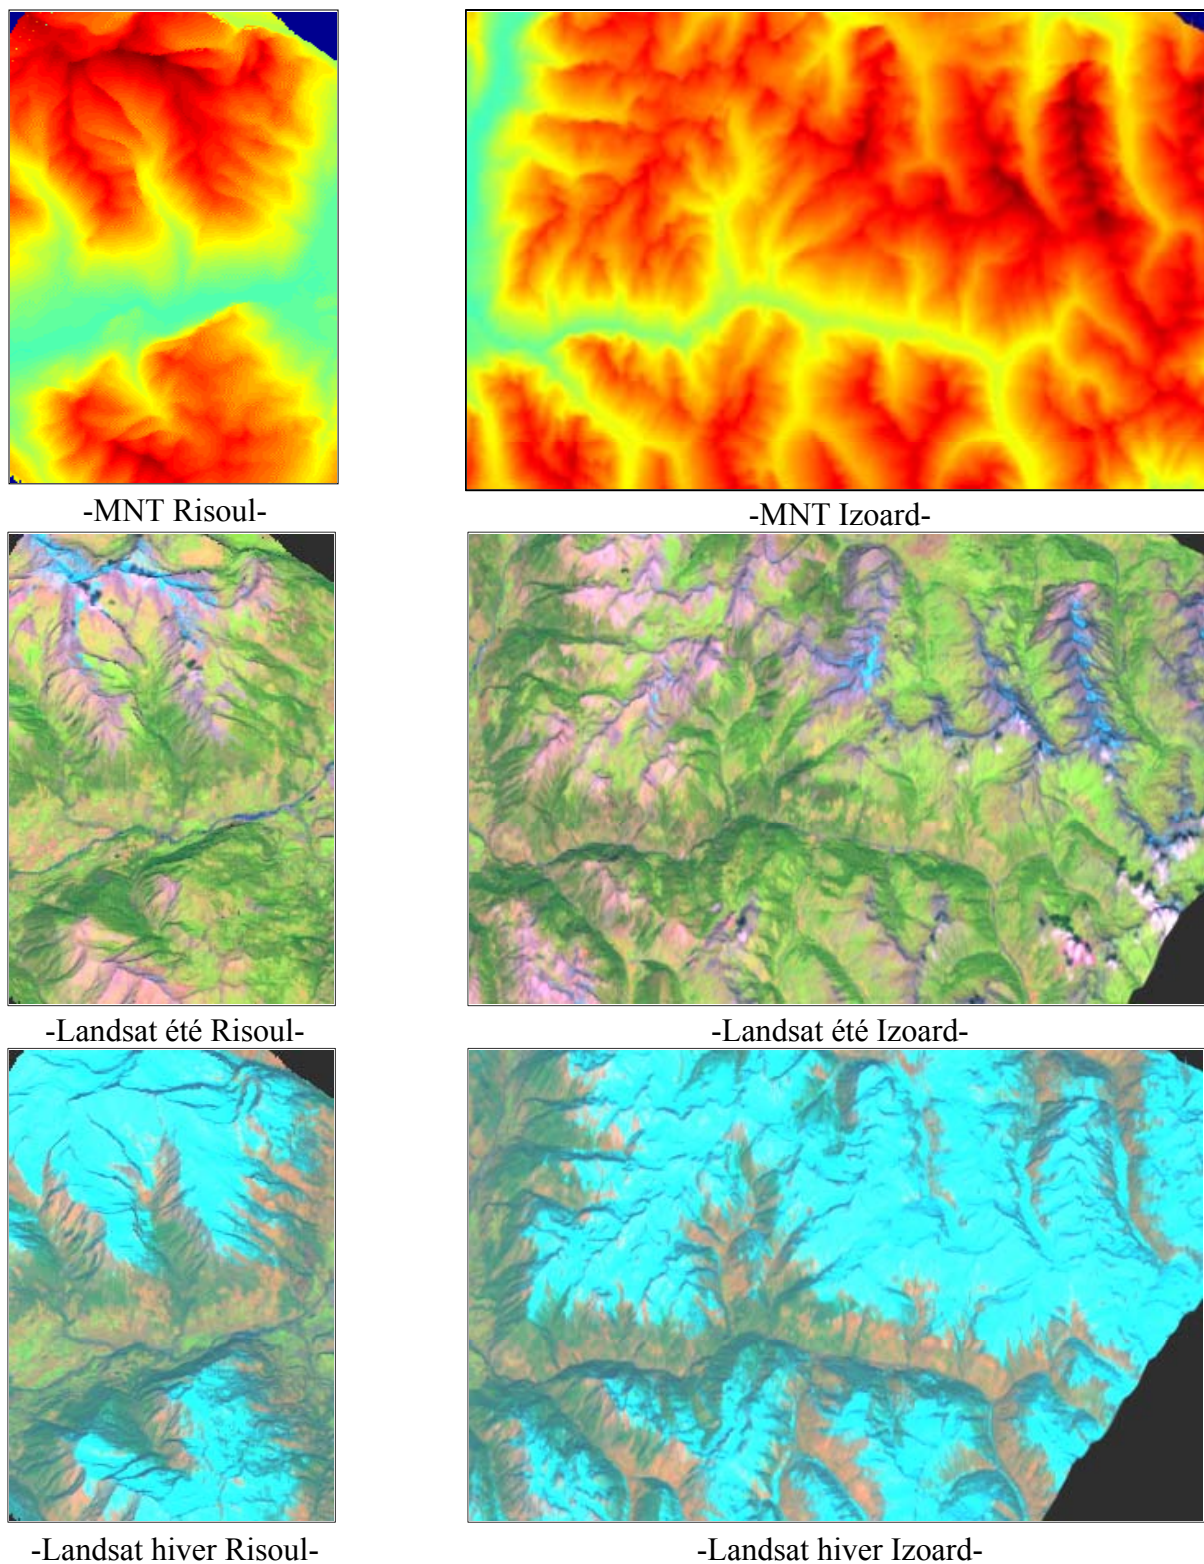 -MNT Risoul-
-MNT Izoard-
-Landsat été Risoul-
-Landsat été Izoard-
-Landsat hiver Risoul-
-Landsat hiver Izoard-